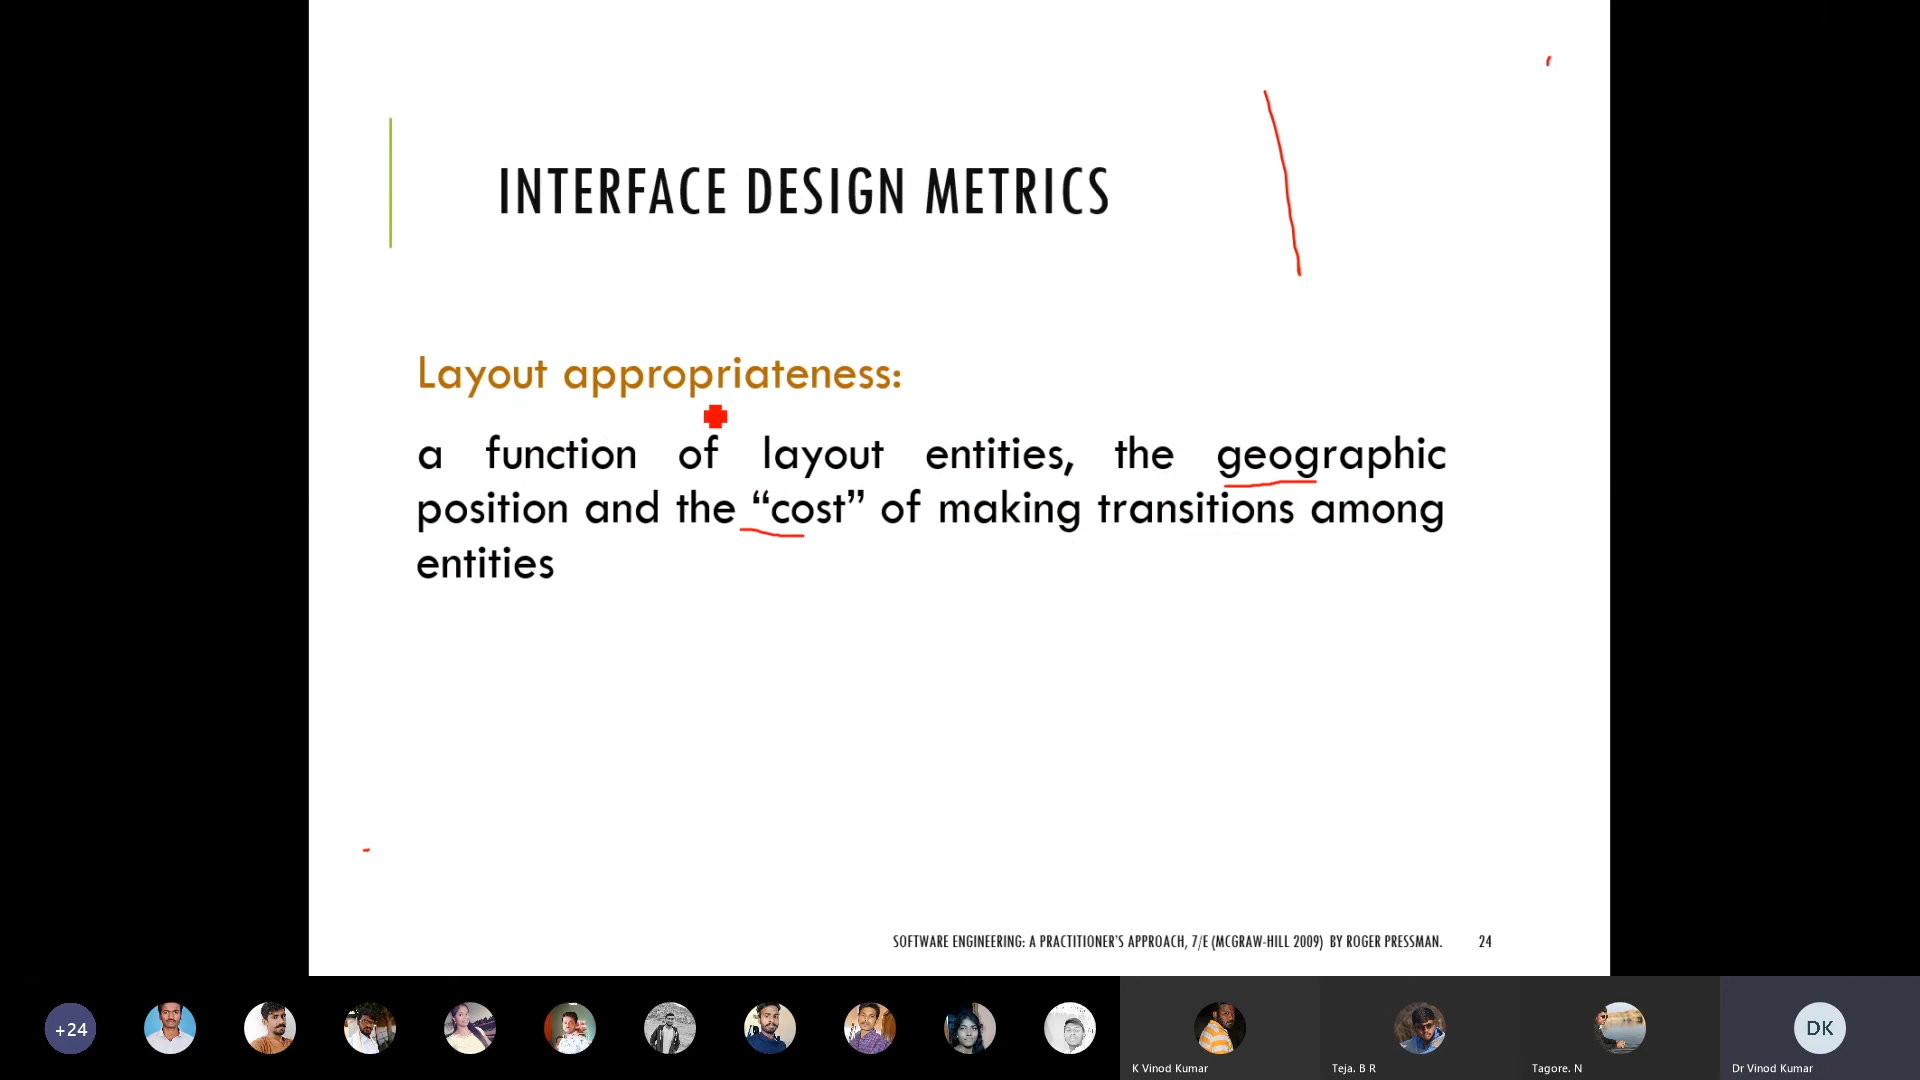 INTERFACE DESIGN METRICS
Layout appropriateness:
a function of layout entities, the geographic
position and the “cost” of making transitions among
entities
SOFTWARE ENGINEERING: A PRACTITIONER'S APPROACH, 7/E (MCGRAW-HILL 2009) BY ROGER PRESSMAN. 24
+24
DK
K Vinod Kumar
Teja. B R
Tagore. N
Dr Vinod Kumar